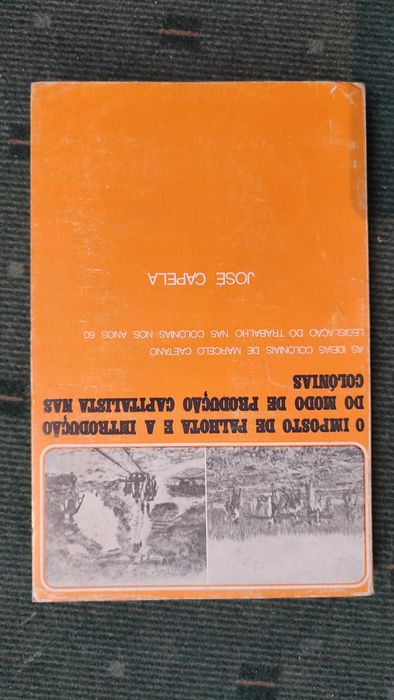 O IMPOSTO DE PALHOTA E A INTRODUÇÃO
DO MODO DE PRODUÇÃO CAPITALISTA NAS
COLÓNIAS
AS IDEIAS COLONIAIS DE MARCELO CAETANO
LEGISLAÇÃO DO TRABALHO NAS COLÓNIAS NOS ANOS 60
JOSÉ CAPELA